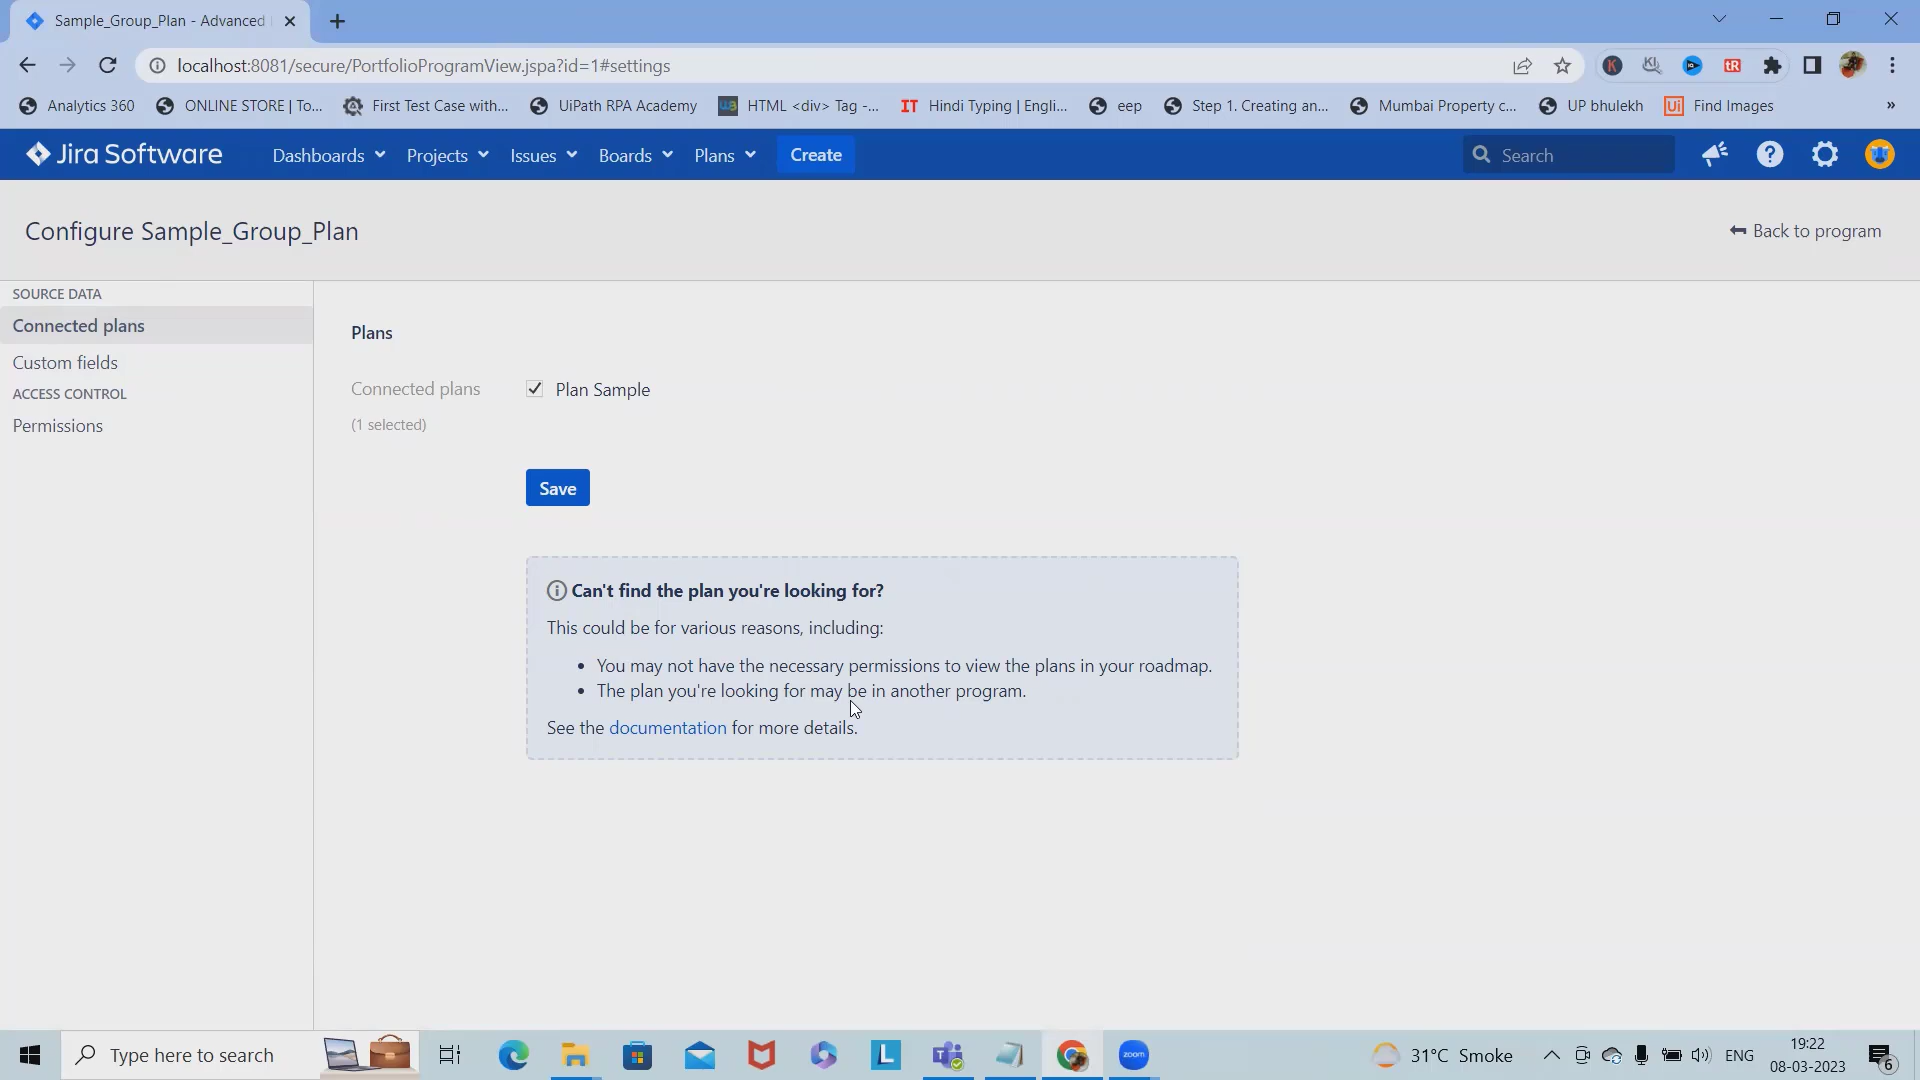 Sample_Group_Plan - Advanced
localhost:8081/secure/PortfolioProgramView.jspa?id=1#settings
Analytics 360
ONLINE STORE | To...
First Test Case with...
UiPath RPA Academy
HTML <div> Tag -...
Hindi Typing | Engli...
eep
Step 1. Creating an...
Mumbai Property c...
UP bhulekh
Find Images
»
Jira Software
Dashboards
Projects
Issues
Boards
Plans
Create
Search
Configure Sample_Group_Plan
Back to program
SOURCE DATA
Connected plans
Custom fields
ACCESS CONTROL
Permissions
Plans
Connected plans
(1 selected)
Plan Sample
Save
Can't find the plan you're looking for?
This could be for various reasons, including:
• You may not have the necessary permissions to view the plans in your roadmap.
• The plan you're looking for may be in another program.
See the documentation for more details.
Type here to search
31°C Smoke
ENG
19:22
08-03-2023
6